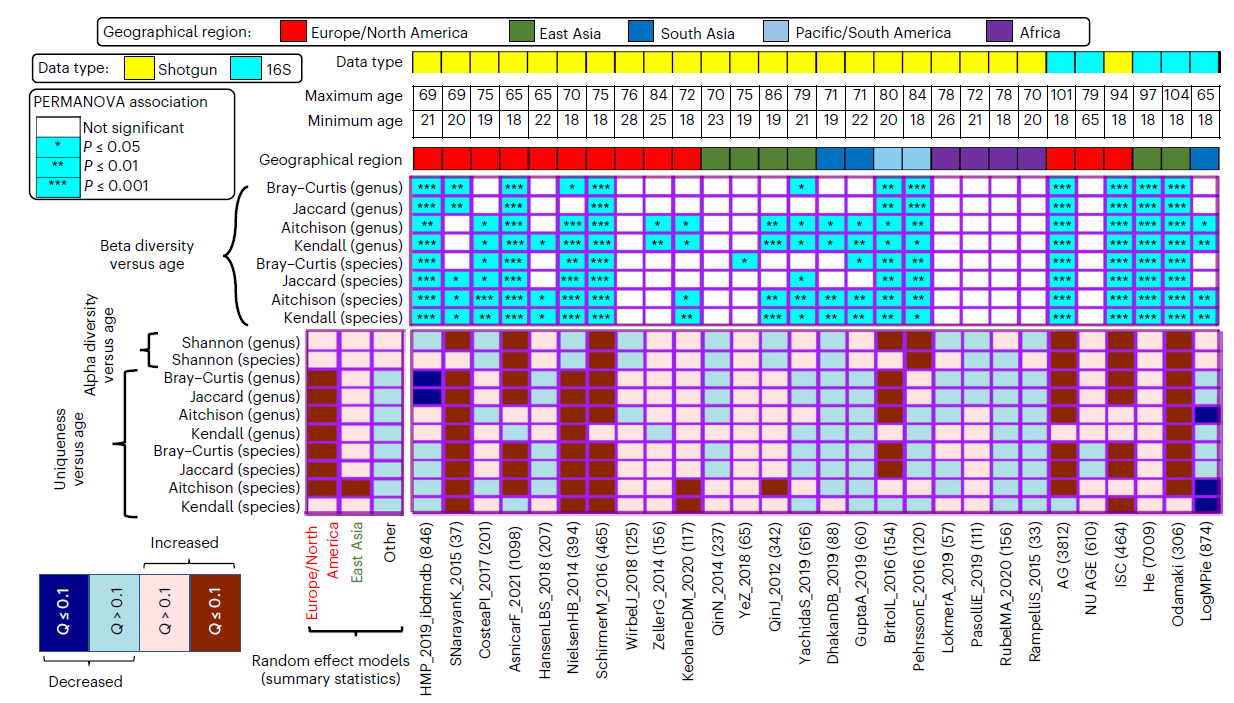 Geographical region: Europe/North America East Asia South Asia Pacific/South America Africa
Data type: Shotgun 16S
Data type
PERMANOVA association
Not significant
* P ≤ 0.05
** P ≤ 0.01
*** P ≤ 0.001
Maximum age 69 69 75 65 65 70 75 76 84 72 70 75 86 79 71 71 80 84 78 72 78 70 101 79 94 97 104 65
Minimum age 21 20 19 18 22 18 18 28 25 18 23 19 19 21 19 22 20 18 26 21 18 20 18 65 18 18 18 18
Geographical region
Beta diversity
versus age
Bray–Curtis (genus) *** ** *** * *** * ** *** *** *** *** ***
Jaccard (genus) *** ** *** *** ** *** *** *** *** ***
Aitchison (genus) ** * *** *** *** * * ** * * * * * *** *** *** *** *
Kendall (genus) *** * *** * *** *** ** * *** * * ** * * *** *** *** *** **
Bray–Curtis (species) *** * *** ** *** * * ** ** *** *** *** ***
Jaccard (species) *** * * *** *** *** * ** ** *** *** *** ***
Aitchison (species) *** * *** *** * *** *** * ** ** ** ** ** ** *** *** *** *** **
Kendall (species) *** * ** *** * *** *** ** *** * ** ** ** * *** *** *** *** **
Alpha diversity
versus age
Shannon (genus)
Shannon (species)
Uniqueness
versus age
Bray–Curtis (genus)
Jaccard (genus)
Aitchison (genus)
Kendall (genus)
Bray–Curtis (species)
Jaccard (species)
Aitchison (species)
Kendall (species)
Europe/North
America
East Asia
Other
Random effect models
(summary statistics)
HMP_2019_ibdmdb (846)
SNarayanK_2015 (37)
CosteaPI_2017 (201)
AsnicarF_2021 (1098)
HansenLBS_2018 (207)
NielsenHB_2014 (394)
SchirmerM_2016 (465)
WirbelJ_2018 (125)
ZellerG_2014 (156)
KeohaneDM_2020 (117)
QinN_2014 (237)
YeZ_2018 (65)
QinJ_2012 (342)
YachidaS_2019 (616)
DhakanDB_2019 (88)
GuptaA_2019 (60)
BritoIL_2016 (154)
PehrssonE_2016 (120)
LokmerA_2019 (57)
PasolliE_2019 (111)
RubelMA_2020 (156)
RampelliS_2015 (33)
AG (3812)
NU AGE (610)
ISC (464)
He (7009)
Odamaki (306)
LogMPie (874)
Increased
Q ≤ 0.1
Q > 0.1
Q > 0.1
Q ≤ 0.1
Decreased